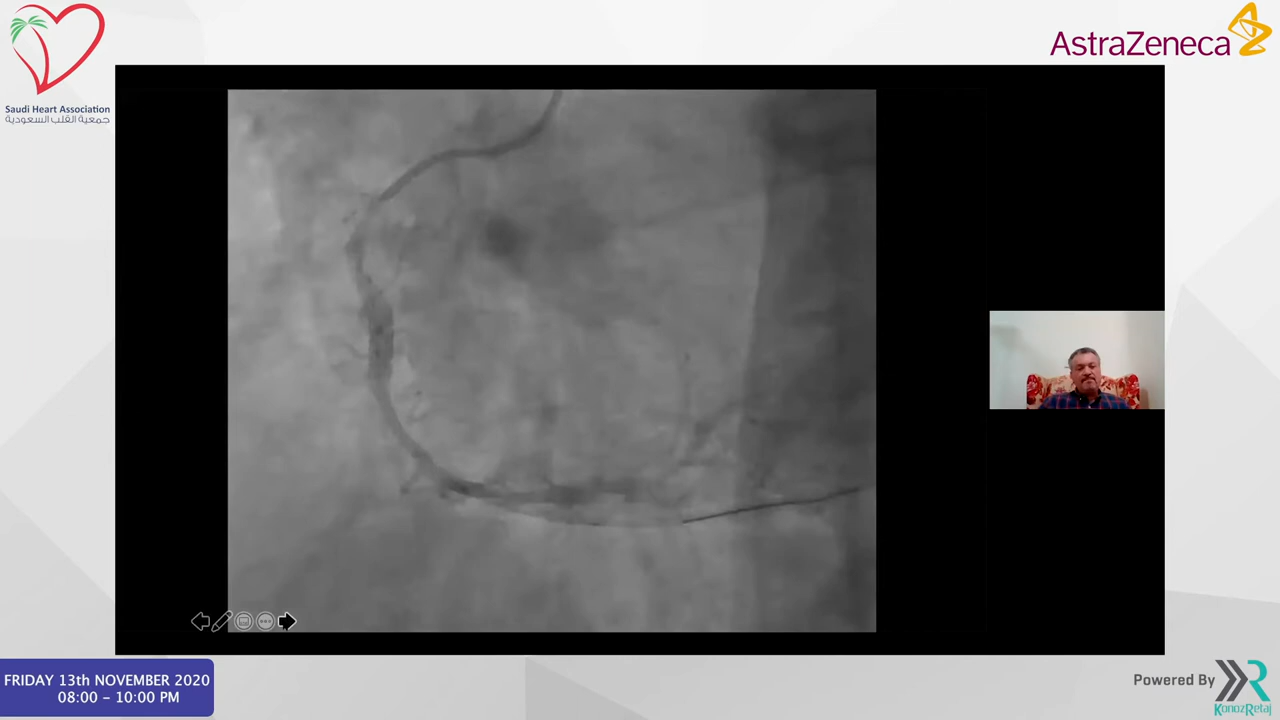 Saudi Heart Association
جمعية القلب السعودية
AstraZeneca
FRIDAY 13th NOVEMBER 2020
08:00 – 10:00 PM
Powered By
KonozRetaj